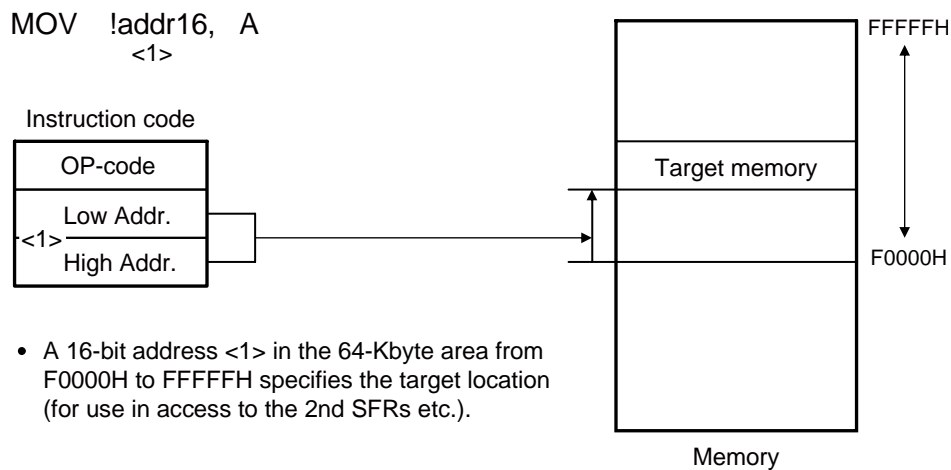 MOV !addr16, A
<1>
Instruction code
OP-code
Low Addr.
<1>
High Addr.
FFFFFH
Target memory
F0000H
• A 16-bit address <1> in the 64-Kbyte area from
F0000H to FFFFFH specifies the target location
(for use in access to the 2nd SFRs etc.).
Memory